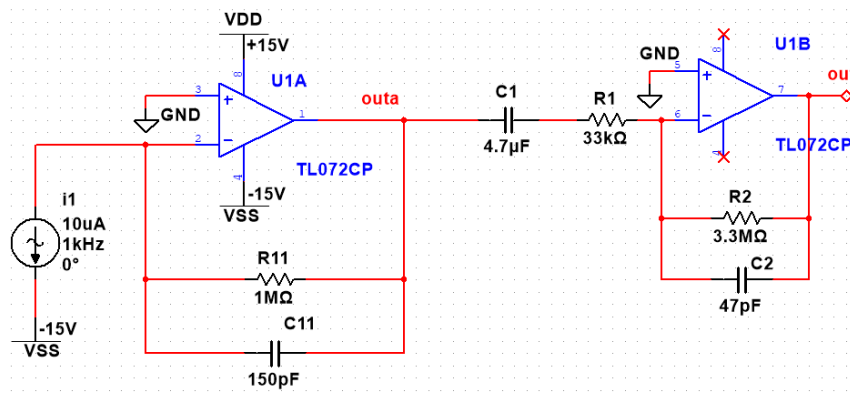 VDD
+15V
U1A
8
3
+
GND
2
−
1
outa
4
TL072CP
-15V
VSS
i1
10uA
1kHz
0°
-15V
VSS
R11
1MΩ
C11
150pF
C1
4.7µF
R1
33kΩ
GND
U1B
8
5
+
6
−
7
ou
4
TL072CP
R2
3.3MΩ
C2
47pF